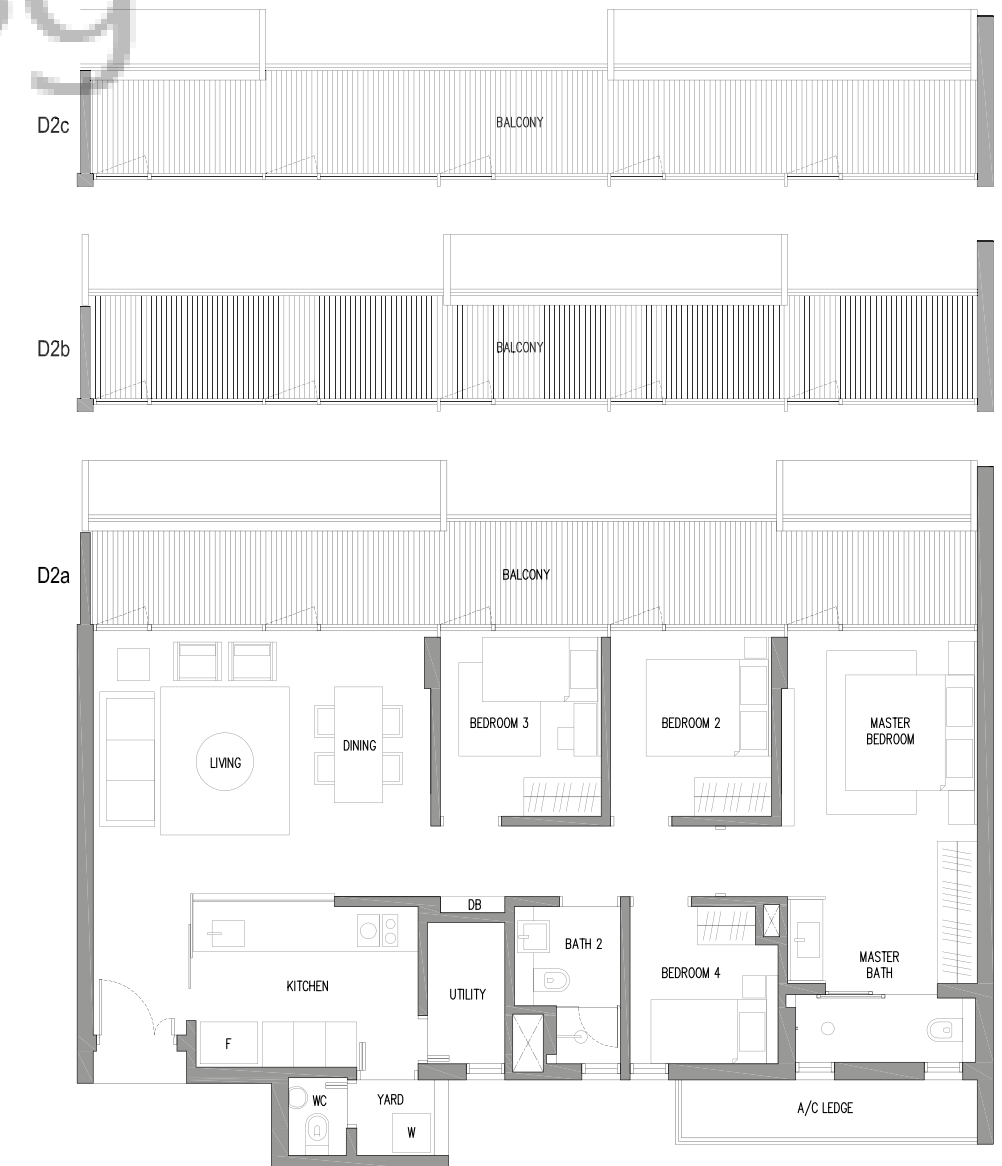 D2c
BALCONY
D2b
BALCONY
D2a
BALCONY
BEDROOM 3
BEDROOM 2
MASTER
BEDROOM
DINING
LIVING
DB
BATH 2
BEDROOM 4
MASTER
BATH
KITCHEN
UTILITY
F
WC
YARD
W
A/C LEDGE